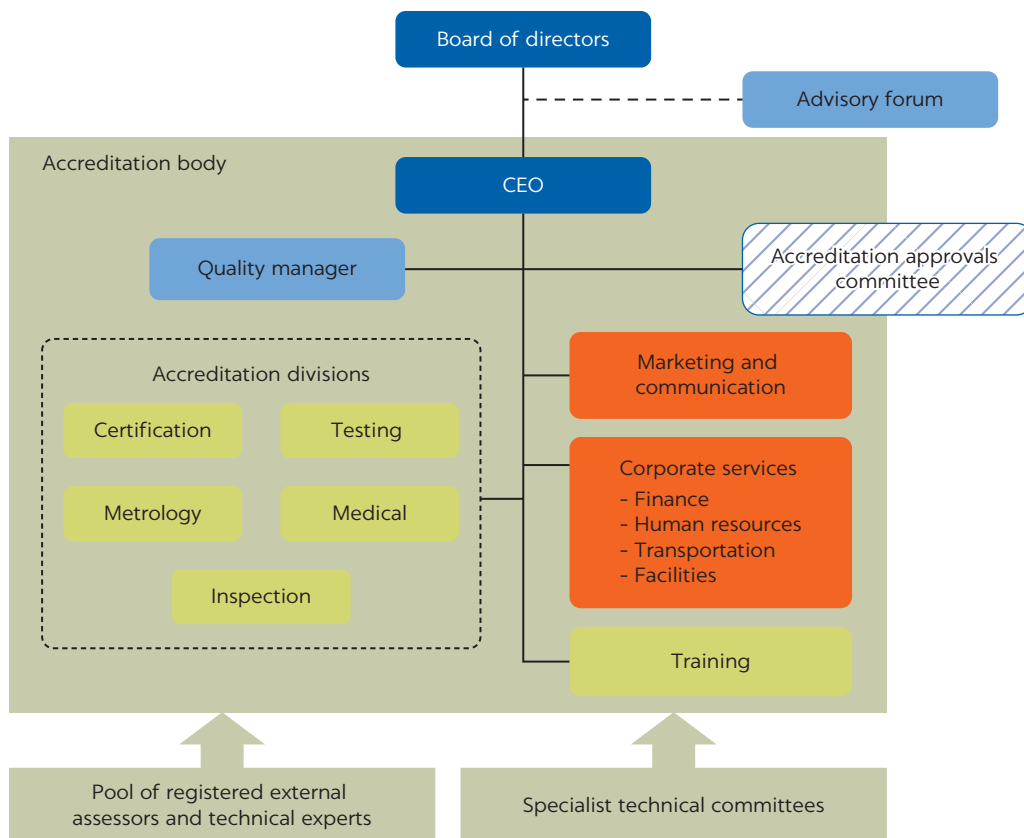 Board of directors
Advisory forum
Accreditation body
CEO
Quality manager
Accreditation approvals
committee
Accreditation divisions
Certification
Testing
Metrology
Medical
Inspection
Marketing and
communication
Corporate services
- Finance
- Human resources
- Transportation
- Facilities
Training
Pool of registered external
assessors and technical experts
Specialist technical committees